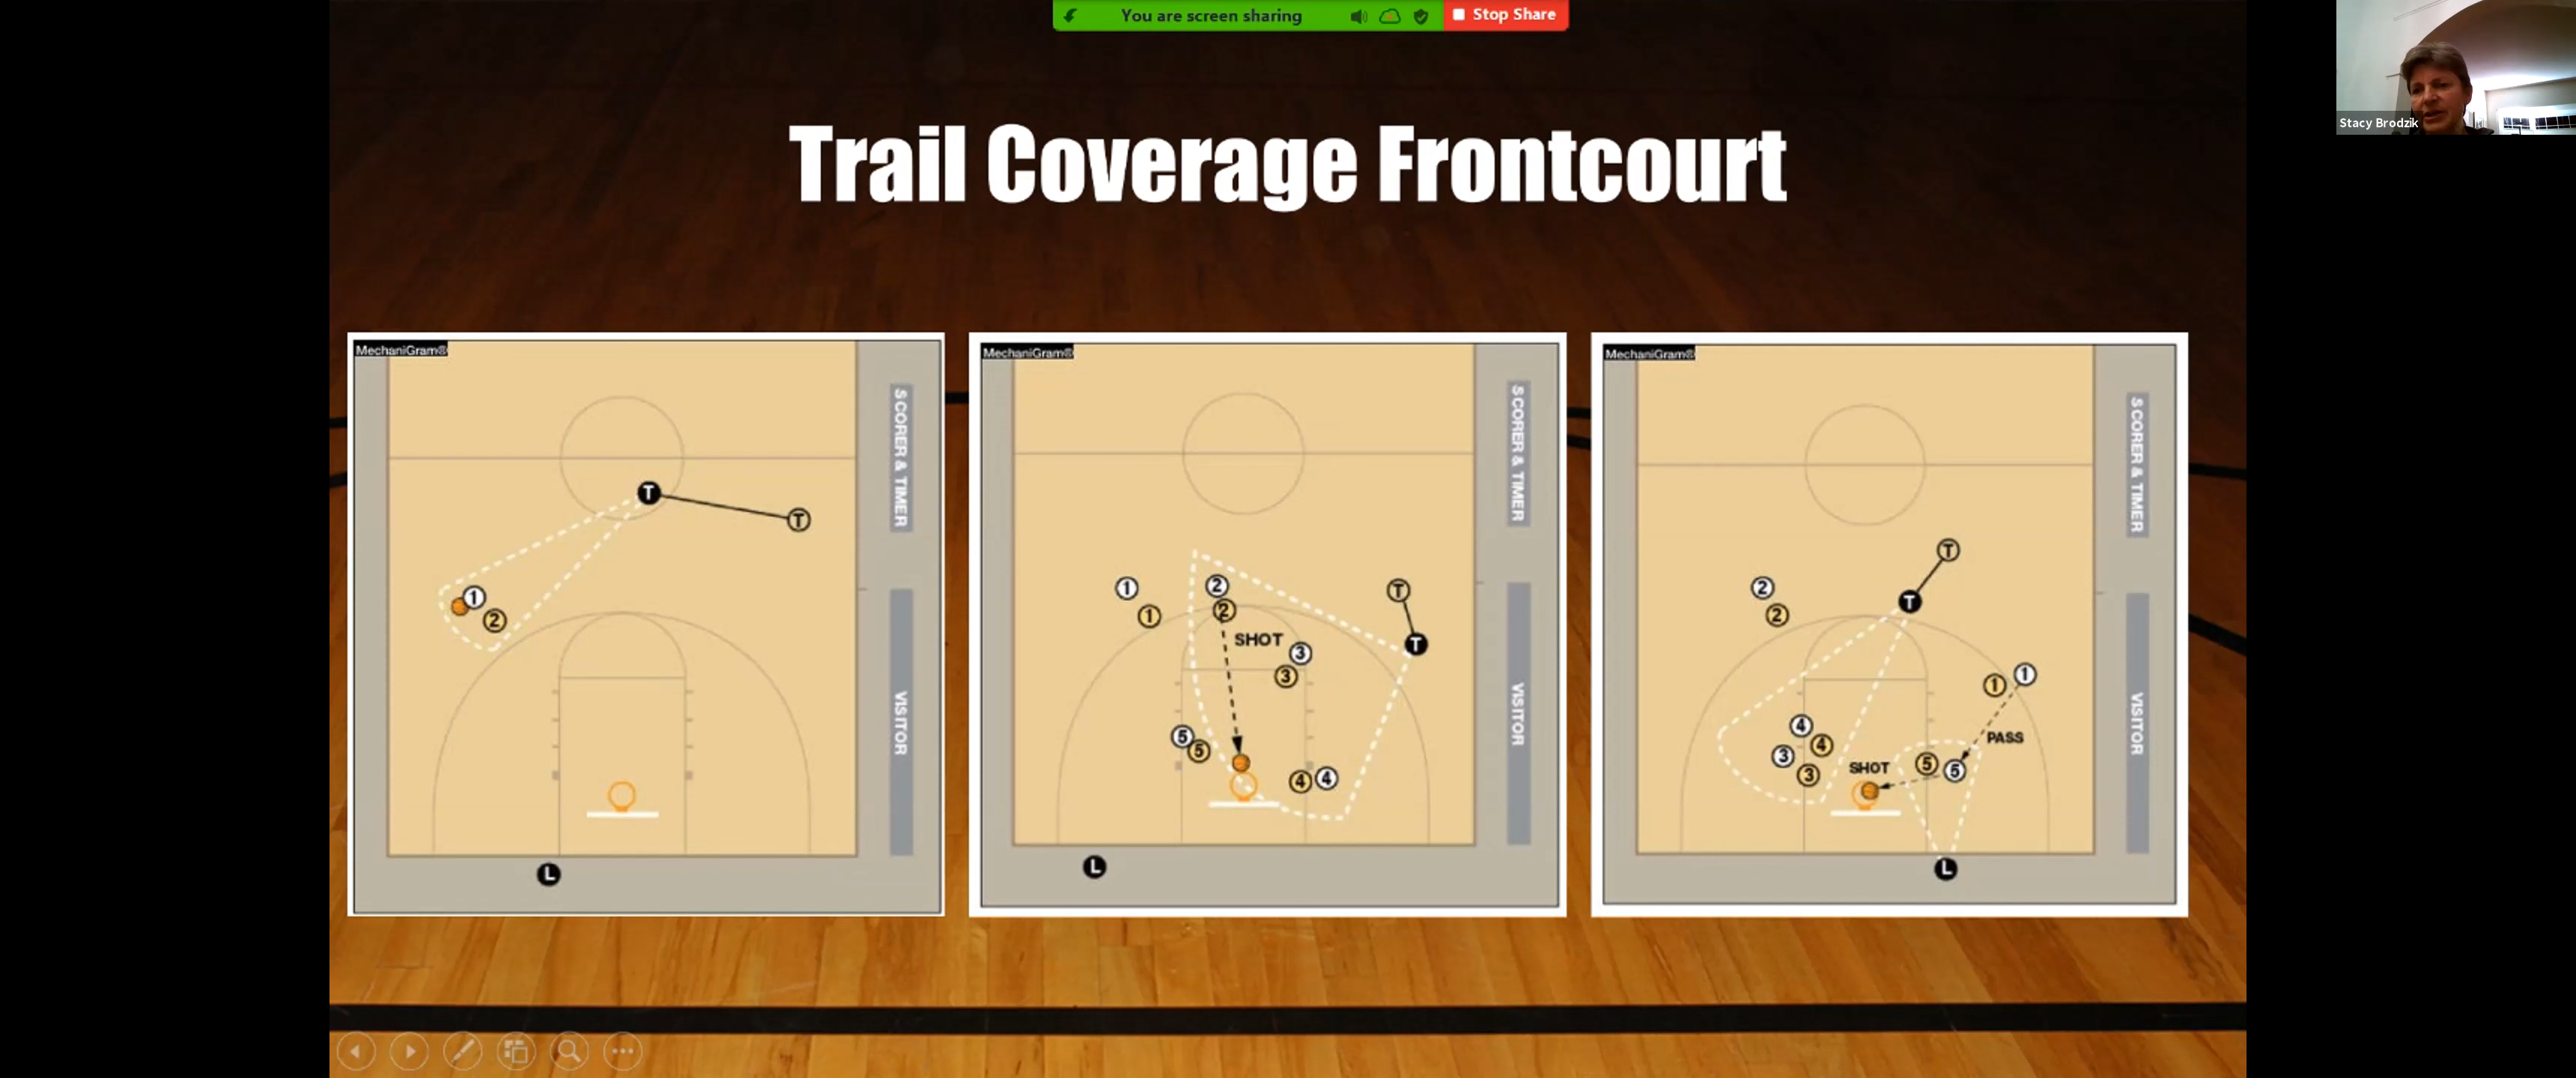 You are screen sharing
Stop Share
Stacy Brodzik
Trail Coverage Frontcourt
MechaniGram®
SCORER & TIMER
VISITOR
T
T
1
2
L
MechaniGram®
SCORER & TIMER
VISITOR
1
2
T
1
2
SHOT
3
T
3
5
5
4
4
L
MechaniGram®
SCORER & TIMER
VISITOR
T
2
T
2
1
1
4
PASS
4
3
5
5
SHOT
3
L